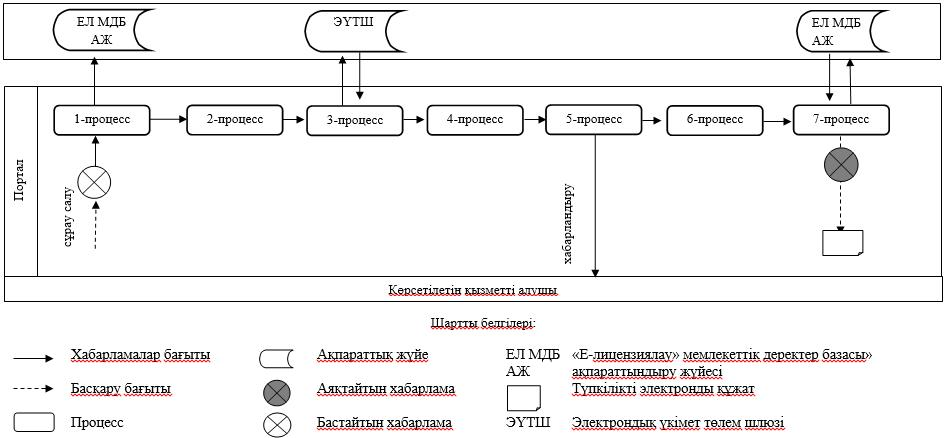 ЕЛ МДБ
АЖ
ЭҮТШ
ЕЛ МДБ
АЖ
Портал
1-процесс
2-процесс
3-процесс
4-процесс
5-процесс
6-процесс
7-процесс
сұрау салу
хабарландыру
Көрсетілетін қызметті алушы
Шартты белгілері:
Хабарламалар бағыты
Басқару бағыты
Процесс
Ақпараттық жүйе
Аяқтайтын хабарлама
Бастайтын хабарлама
ЕЛ МДБ
АЖ
«Е-лицензиялау» мемлекеттік деректер базасы»
ақпараттындыру жүйесі
Түпкілікті электронды құжат
ЭҮТШ
Электрондық үкімет төлем шлюзі